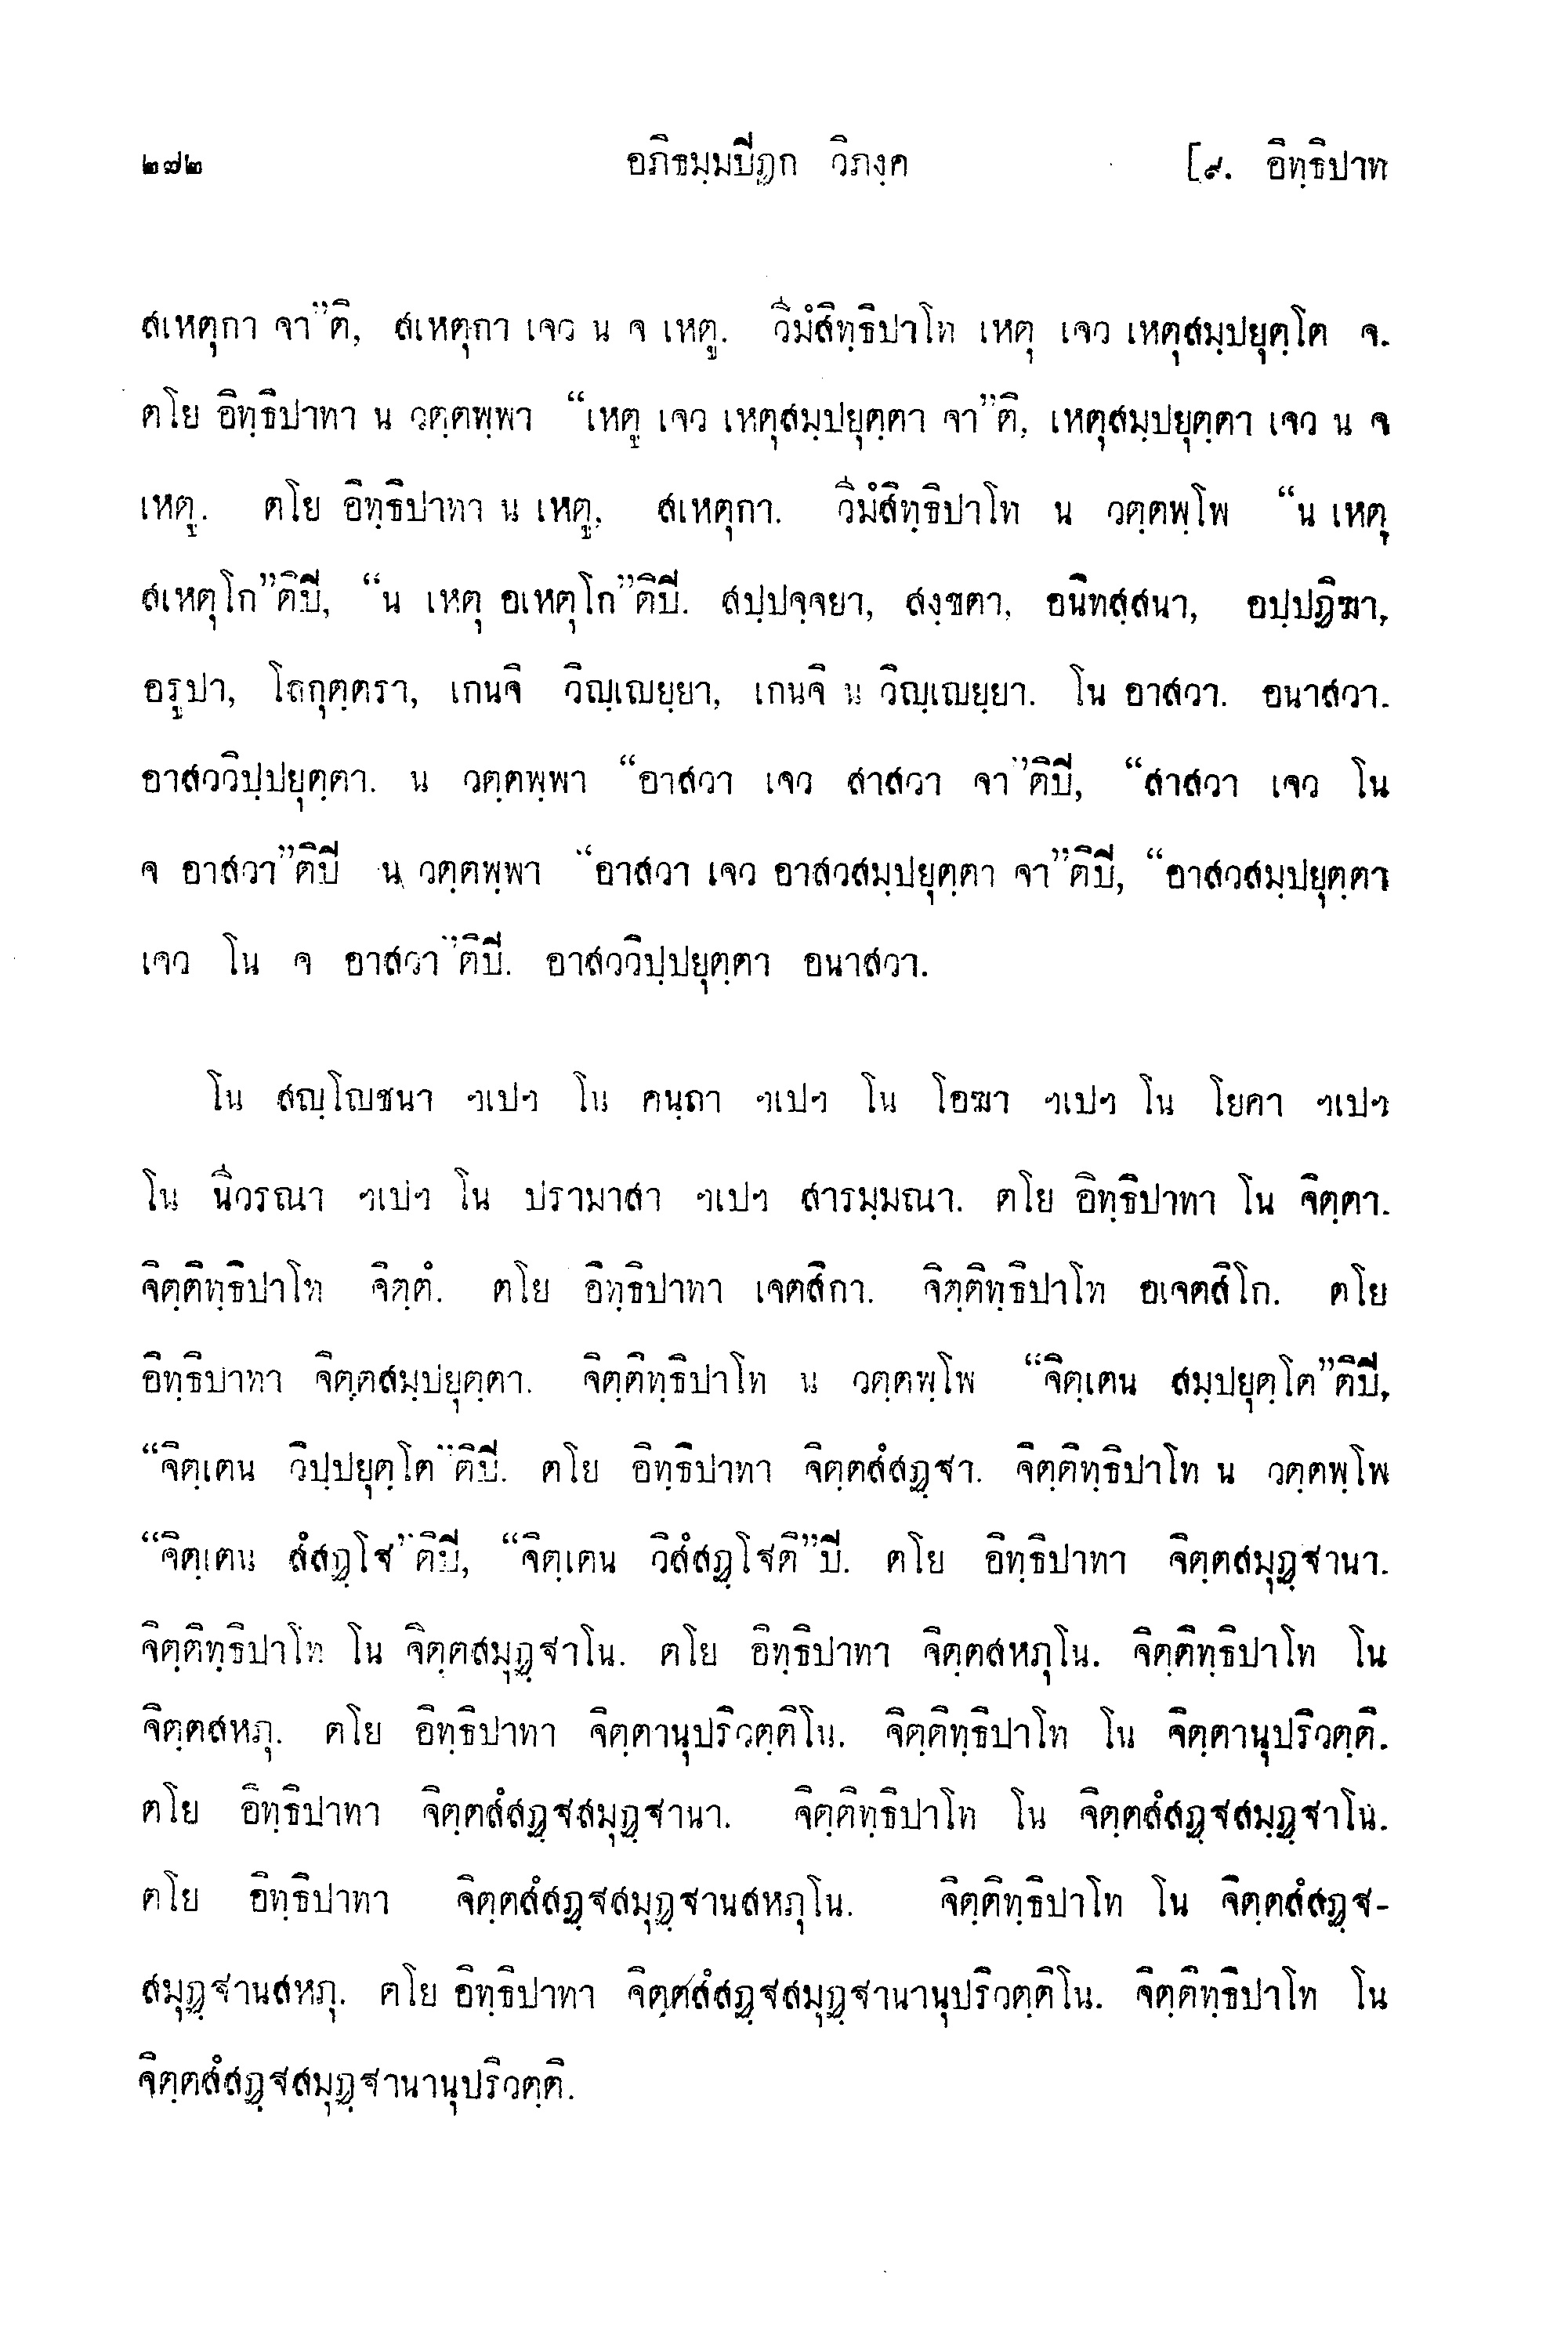 ๒๗๒ อภิธมฺมปีฏก วิภงฺค [๙. อิทฺธิปาท
สเหตุกา จา”ติ, สเหตุกา เจว น จ เหตู. วีมํสิทฺธิปาโท เหตุ เจว เหตุสมฺปยุตฺโต จ.
ตโย อิทฺธิปาทา น วตฺตพฺพา “เหตู เจว เหตุสมฺปยุตฺตา จา”ติ, เหตุสมฺปยุตฺตา เจว น จ
เหตู. ตโย อิทฺธิปาทา น เหตู, สเหตุกา. วีมํสิทฺธิปาโท น วตฺตพฺโพ “น เหตุ
สเหตุโก”ติปี, “น เหตุ อเหตุโก”ติปี. สปฺปจฺจยา, สงฺขตา, อนิทสฺสนา, อปฺปฏิฆา,
อรูปา, โลกุตฺตรา, เกนจิ วิญฺเญยฺยา, เกนจิ น วิญฺเญยฺยา. โน อาสวา. อนาสวา.
อาสววิปฺปยุตฺตา. น วตฺตพฺพา “อาสวา เจว สาสวา จา”ติปี, “สาสวา เจว โน
จ อาสวา”ติปี น วตฺตพฺพา “อาสวา เจว อาสวสมฺปยุตฺตา จา”ติปี, “อาสวสมฺปยุตฺตา
เจว โน จ อาสวา”ติปี. อาสววิปฺปยุตฺตา อนาสวา.
โน สญฺโญชนา ฯเปฯ โน คนฺถา ฯเปฯ โน โอฆา ฯเปฯ โน โยคา ฯเปฯ
โน นีวรณา ฯเปฯ โน ปรามาสา ฯเปฯ สารมฺมณา. ตโย อิทฺธิปาทา โน จิตฺตา.
จิตฺติทฺธิปาโท จิตฺตํ. ตโย อิทฺธิปาทา เจตสิกา. จิตฺติทฺธิปาโท อเจตสิโก. ตโย
อิทฺธิปาทา จิตฺตสมฺปยุตฺตา. จิตฺติทฺธิปาโท น วตฺตพฺโพ “จิตฺเตน สมฺปยุตฺโต”ติปี,
“จิตฺเตน วิปฺปยุตฺโต”ติปี. ตโย อิทฺธิปาทา จิตฺตสํสฏฺฐา. จิตฺติทฺธิปาโท น วตฺตพฺโพ
“จิตฺเตน สํสฏฺโฐ”ติปี, “จิตฺเตน วิสํสฏฺโฐติ”ปี. ตโย อิทฺธิปาทา จิตฺตสมุฏฺฐานา.
จิตฺติทฺธิปาโท โน จิตฺตสมุฏฺฐาโน. ตโย อิทฺธิปาทา จิตฺตสหภุโน. จิตฺติทฺธิปาโท โน
จิตฺตสหภุ. ตโย อิทฺธิปาทา จิตฺตานุปริวตฺติโน. จิตฺติทฺธิปาโท โน จิตฺตานุปริวตฺติ.
ตโย อิทฺธิปาทา จิตฺตสํสฏฺฐสมุฏฺฐานา. จิตฺติทฺธิปาโท โน จิตฺตสํสฏฺฐสมุฏฺฐาโน.
ตโย อิทฺธิปาทา จิตฺตสํสฏฺฐสมุฏฺฐานสหภุโน. จิตฺติทฺธิปาโท โน จิตฺตสํสฏฺฐ-
สมุฏฺฐานสหภุ. ตโย อิทฺธิปาทา จิตฺตสํสฏฺฐสมุฏฺฐานานุปริวตฺติโน. จิตฺติทฺธิปาโท โน
จิตฺตสํสฏฺฐสมุฏฺฐานานุปริวตฺติ.